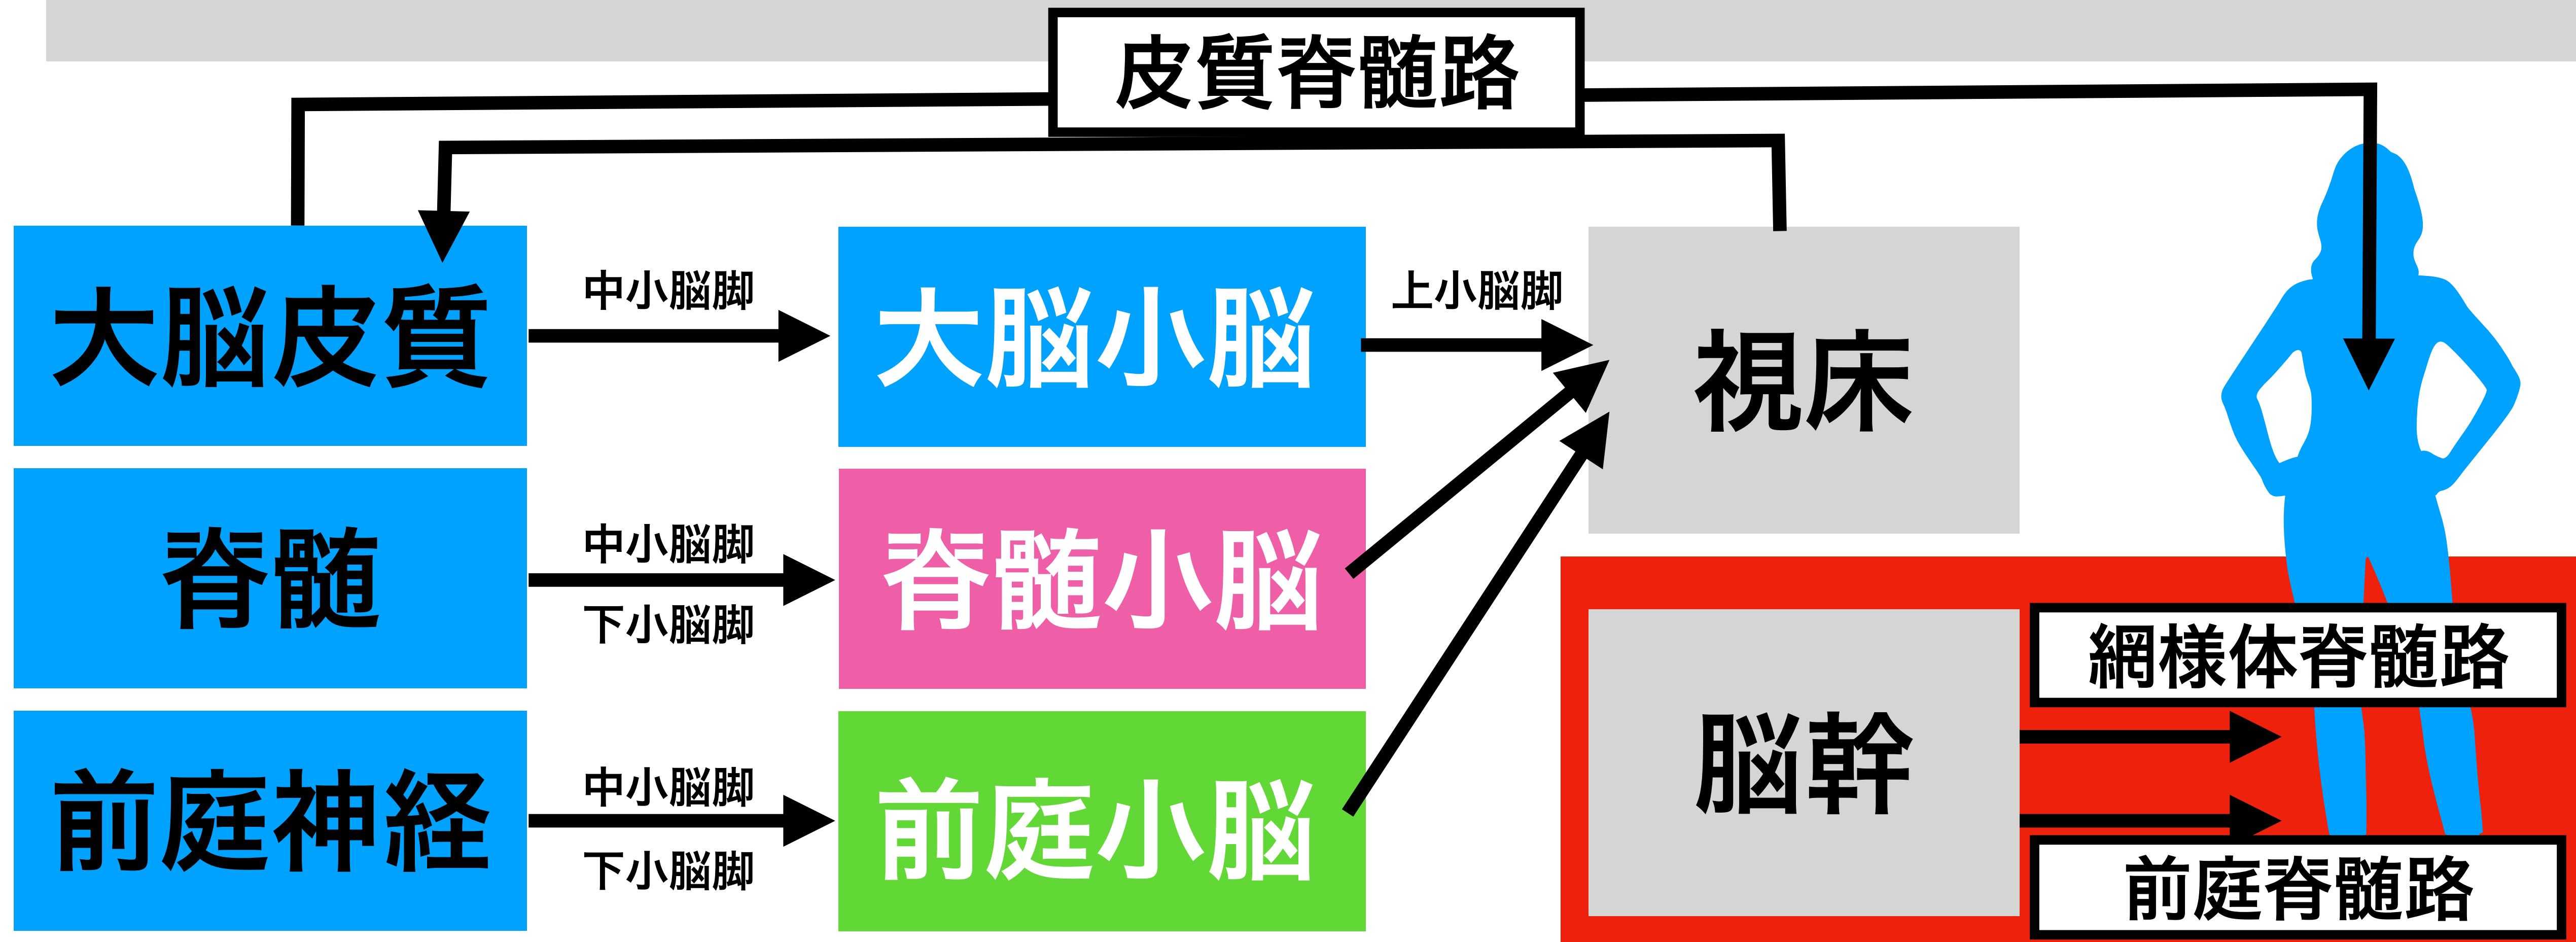 皮質脊髄路
大脳皮質
中小脳脚
大脳小脳
上小脳脚
視床
脊髄
中小脳脚
下小脳脚
脊髄小脳
網様体脊髄路
脳幹
前庭神経
中小脳脚
下小脳脚
前庭小脳
前庭脊髄路